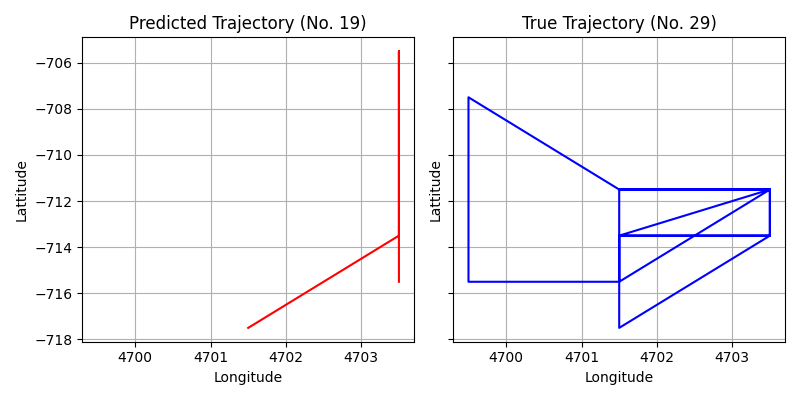 Predicted Trajectory (No. 19)
True Trajectory (No. 29)
−706
−708
−710
−712
−714
−716
−718
Lattitude
Lattitude
4700 4701 4702 4703
4700 4701 4702 4703
Longitude
Longitude